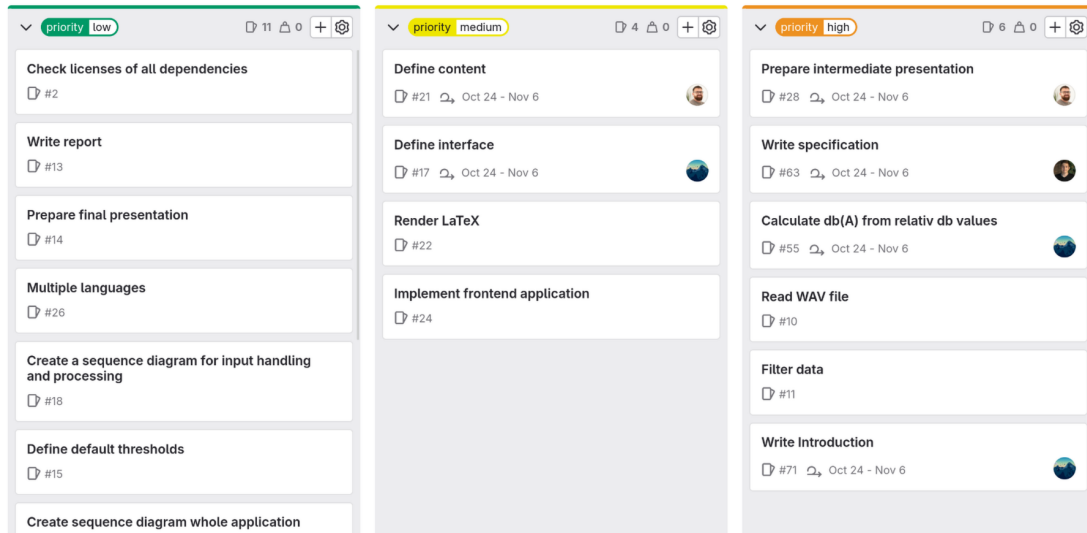 priority low 11 0
Check licenses of all dependencies
#2
Write report
#13
Prepare final presentation
#14
Multiple languages
#26
Create a sequence diagram for input handling
and processing
#18
Define default thresholds
#15
Create sequence diagram whole application
priority medium 4 0
Define content
#21 Oct 24 - Nov 6
Define interface
#17 Oct 24 - Nov 6
Render LaTeX
#22
Implement frontend application
#24
priority high 6 0
Prepare intermediate presentation
#28 Oct 24 - Nov 6
Write specification
#63 Oct 24 - Nov 6
Calculate db(A) from relativ db values
#55 Oct 24 - Nov 6
Read WAV file
#10
Filter data
#11
Write Introduction
#71 Oct 24 - Nov 6